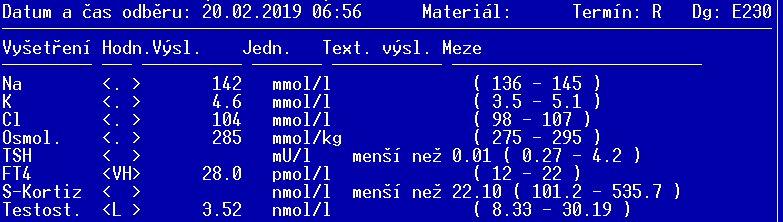 Datum a čas odběru: 20.02.2019 06:56 Materiál: Termín: R Dg: E230
Vyšetření Hodn.Výsl. Jedn. Text. výsl. Meze
Na <. > 142 mmol/l ( 136 - 145 )
K <. > 4.6 mmol/l ( 3.5 - 5.1 )
Cl <. > 104 mmol/l ( 98 - 107 )
Osmol. <. > 285 mmol/kg ( 275 - 295 )
TSH < > mU/l menší než 0.01 ( 0.27 - 4.2 )
FT4 <VH> 28.0 pmol/l ( 12 - 22 )
S-Kortiz < > nmol/l menší než 22.10 ( 101.2 - 535.7 )
Testost. <L > 3.52 nmol/l ( 8.33 - 30.19 )